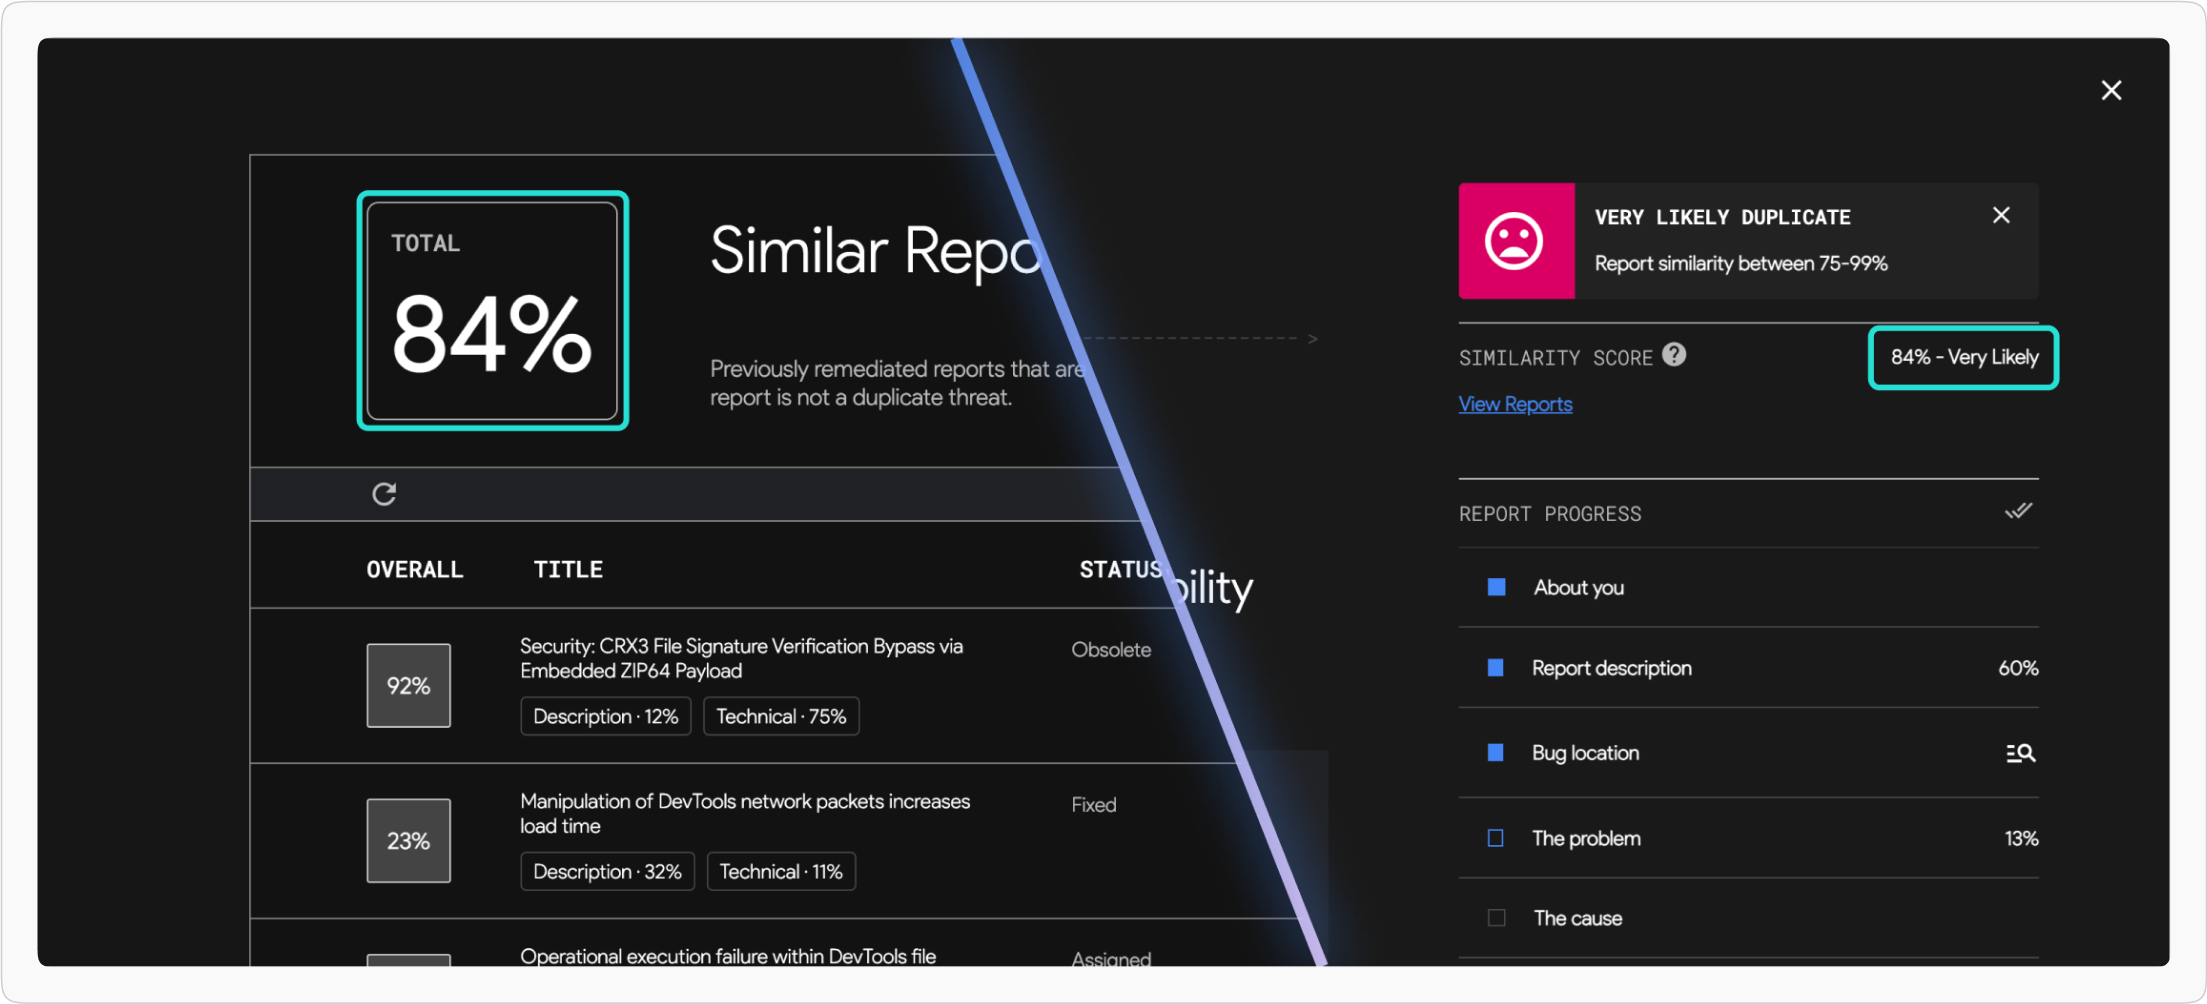 TOTAL
84%
Similar Repo
Previously remediated reports that are
report is not a duplicate threat.
OVERALL TITLE STATUS
Security: CRX3 File Signature Verification Bypass via
Embedded ZIP64 Payload
Obsolete
92%
Description · 12% Technical · 75%
Manipulation of DevTools network packets increases
load time
Fixed
23%
Description · 32% Technical · 11%
Operational execution failure within DevTools file
Assigned
bility
VERY LIKELY DUPLICATE
Report similarity between 75-99%
SIMILARITY SCORE ? 84% - Very Likely
View Reports
REPORT PROGRESS
About you
Report description 60%
Bug location
The problem 13%
The cause